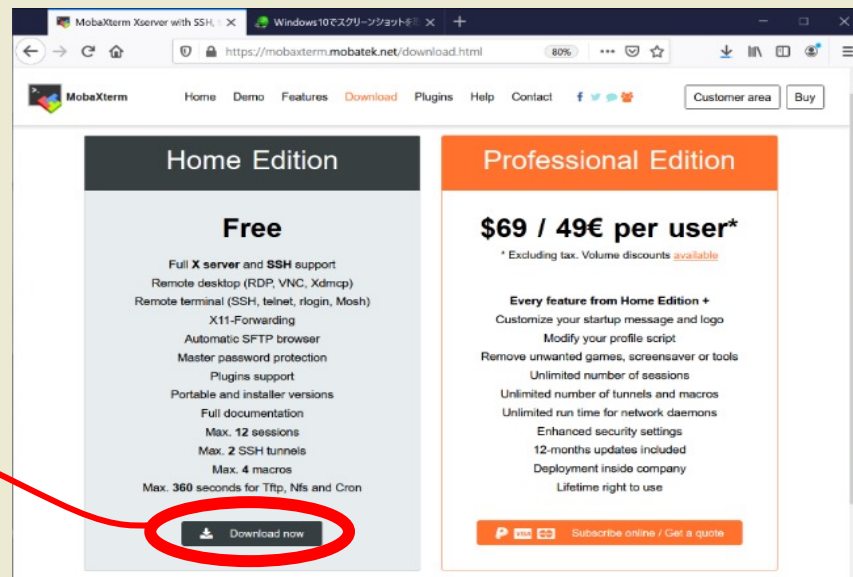 MobaXterm Xserver with SSH, t
Windows10でスクリーンショットを
https://mobaxterm.mobatek.net/download.html
80%
MobaXterm
Home
Demo
Features
Download
Plugins
Help
Contact
Customer area
Buy
Home Edition
Free
Full X server and SSH support
Remote desktop (RDP, VNC, Xdmcp)
Remote terminal (SSH, telnet, rlogin, Mosh)
X11-Forwarding
Automatic SFTP browser
Master password protection
Plugins support
Portable and installer versions
Full documentation
Max. 12 sessions
Max. 2 SSH tunnels
Max. 4 macros
Max. 360 seconds for Tftp, Nfs and Cron
Download now
Professional Edition
$69 / 49€ per user*
* Excluding tax. Volume discounts available
Every feature from Home Edition +
Customize your startup message and logo
Modify your profile script
Remove unwanted games, screensaver or tools
Unlimited number of sessions
Unlimited number of tunnels and macros
Unlimited run time for network daemons
Enhanced security settings
12-months updates included
Deployment inside company
Lifetime right to use
VISA
Subscribe online / Get a quote